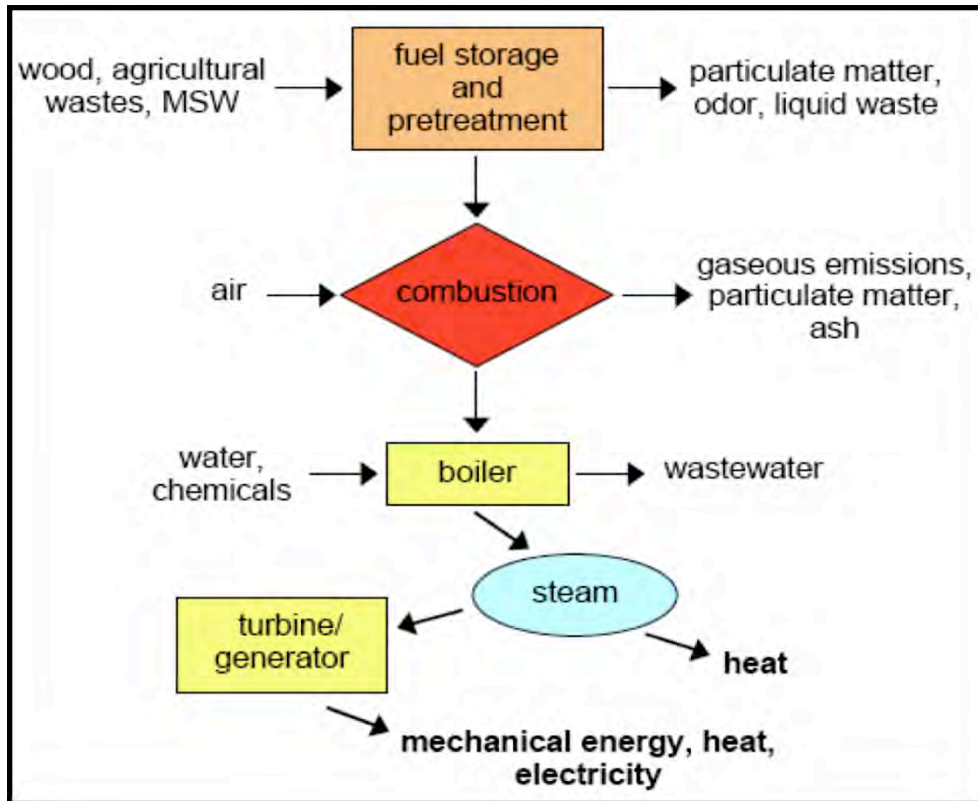 wood, agricultural
wastes, MSW
fuel storage
and
pretreatment
particulate matter,
odor, liquid waste
air
combustion
gaseous emissions,
particulate matter,
ash
water,
chemicals
boiler
wastewater
steam
turbine/
generator
heat
mechanical energy, heat,
electricity